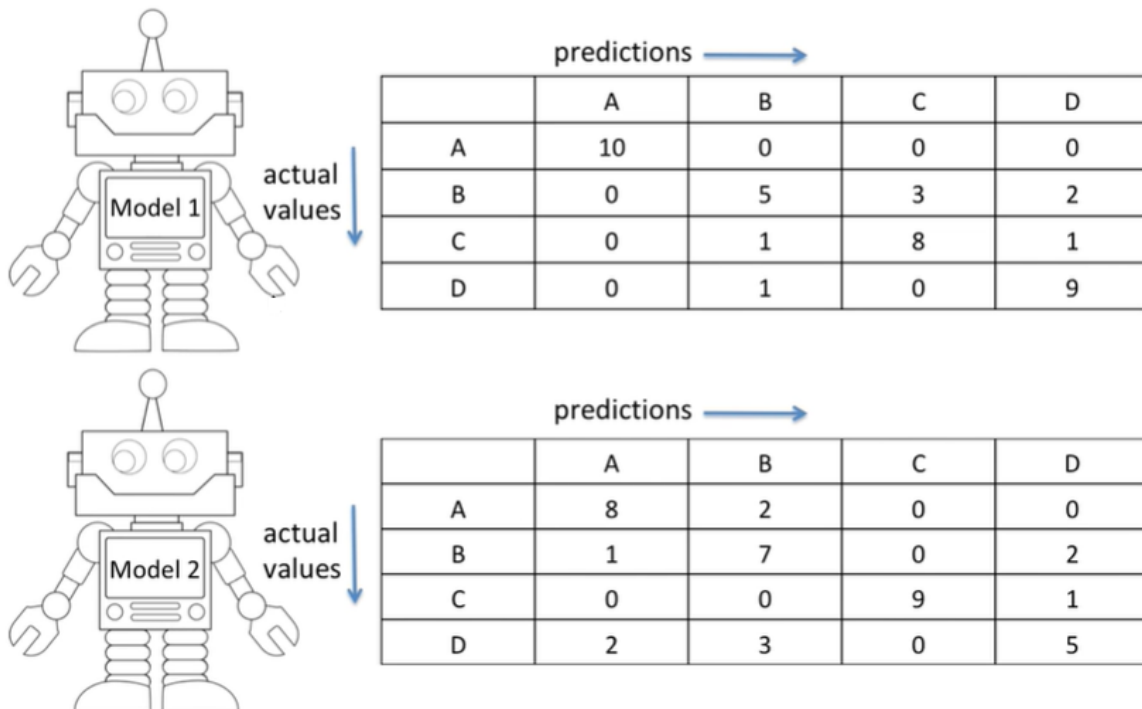 predictions
A B C D
A 10 0 0 0
B 0 5 3 2
C 0 1 8 1
D 0 1 0 9
actual
values
Model 1
predictions
A B C D
A 8 2 0 0
B 1 7 0 2
C 0 0 9 1
D 2 3 0 5
actual
values
Model 2